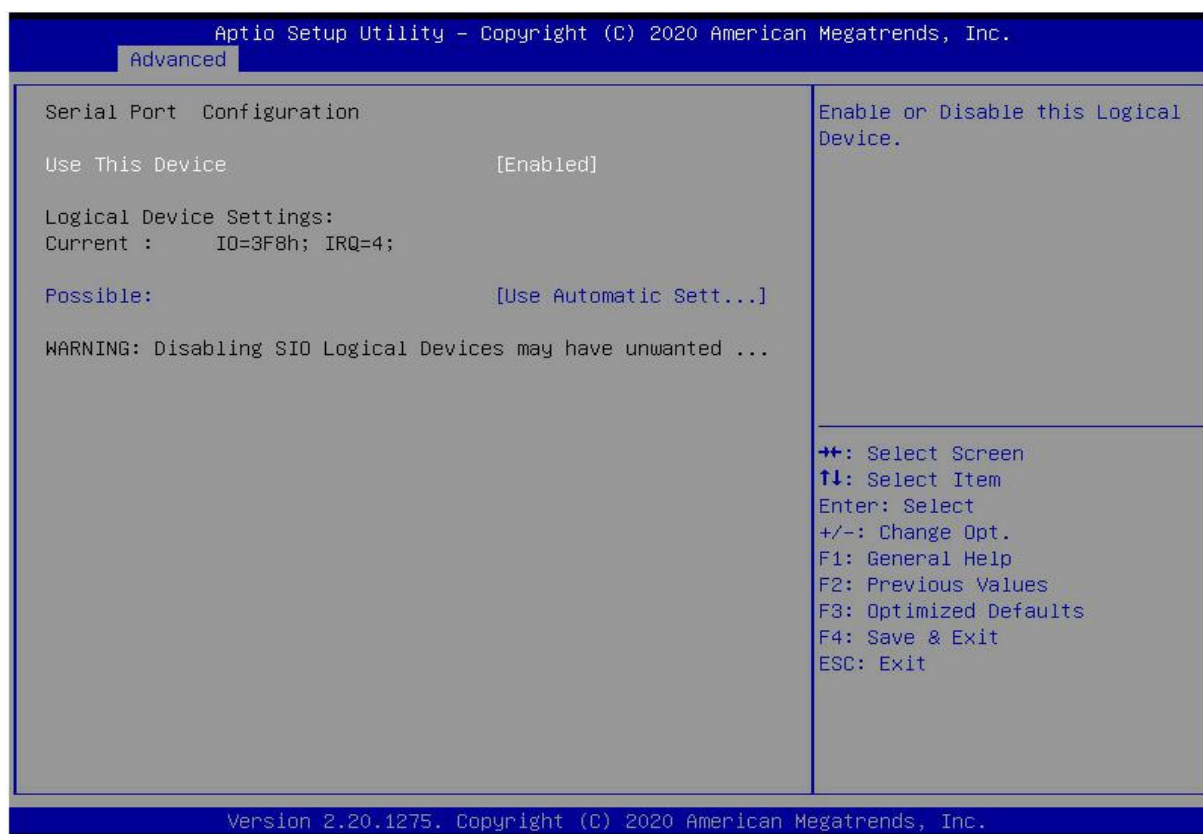 Aptio Setup Utility – Copyright (C) 2020 American Megatrends, Inc.
Advanced
Serial Port  Configuration
Use This Device [Enabled]
Logical Device Settings:
Current : IO=3F8h; IRQ=4;
Possible: [Use Automatic Sett...]
WARNING: Disabling SIO Logical Devices may have unwanted ...
Enable or Disable this Logical
Device.
→←: Select Screen
↑↓: Select Item
Enter: Select
+/-: Change Opt.
F1: General Help
F2: Previous Values
F3: Optimized Defaults
F4: Save & Exit
ESC: Exit
Version 2.20.1275. Copyright (C) 2020 American Megatrends, Inc.